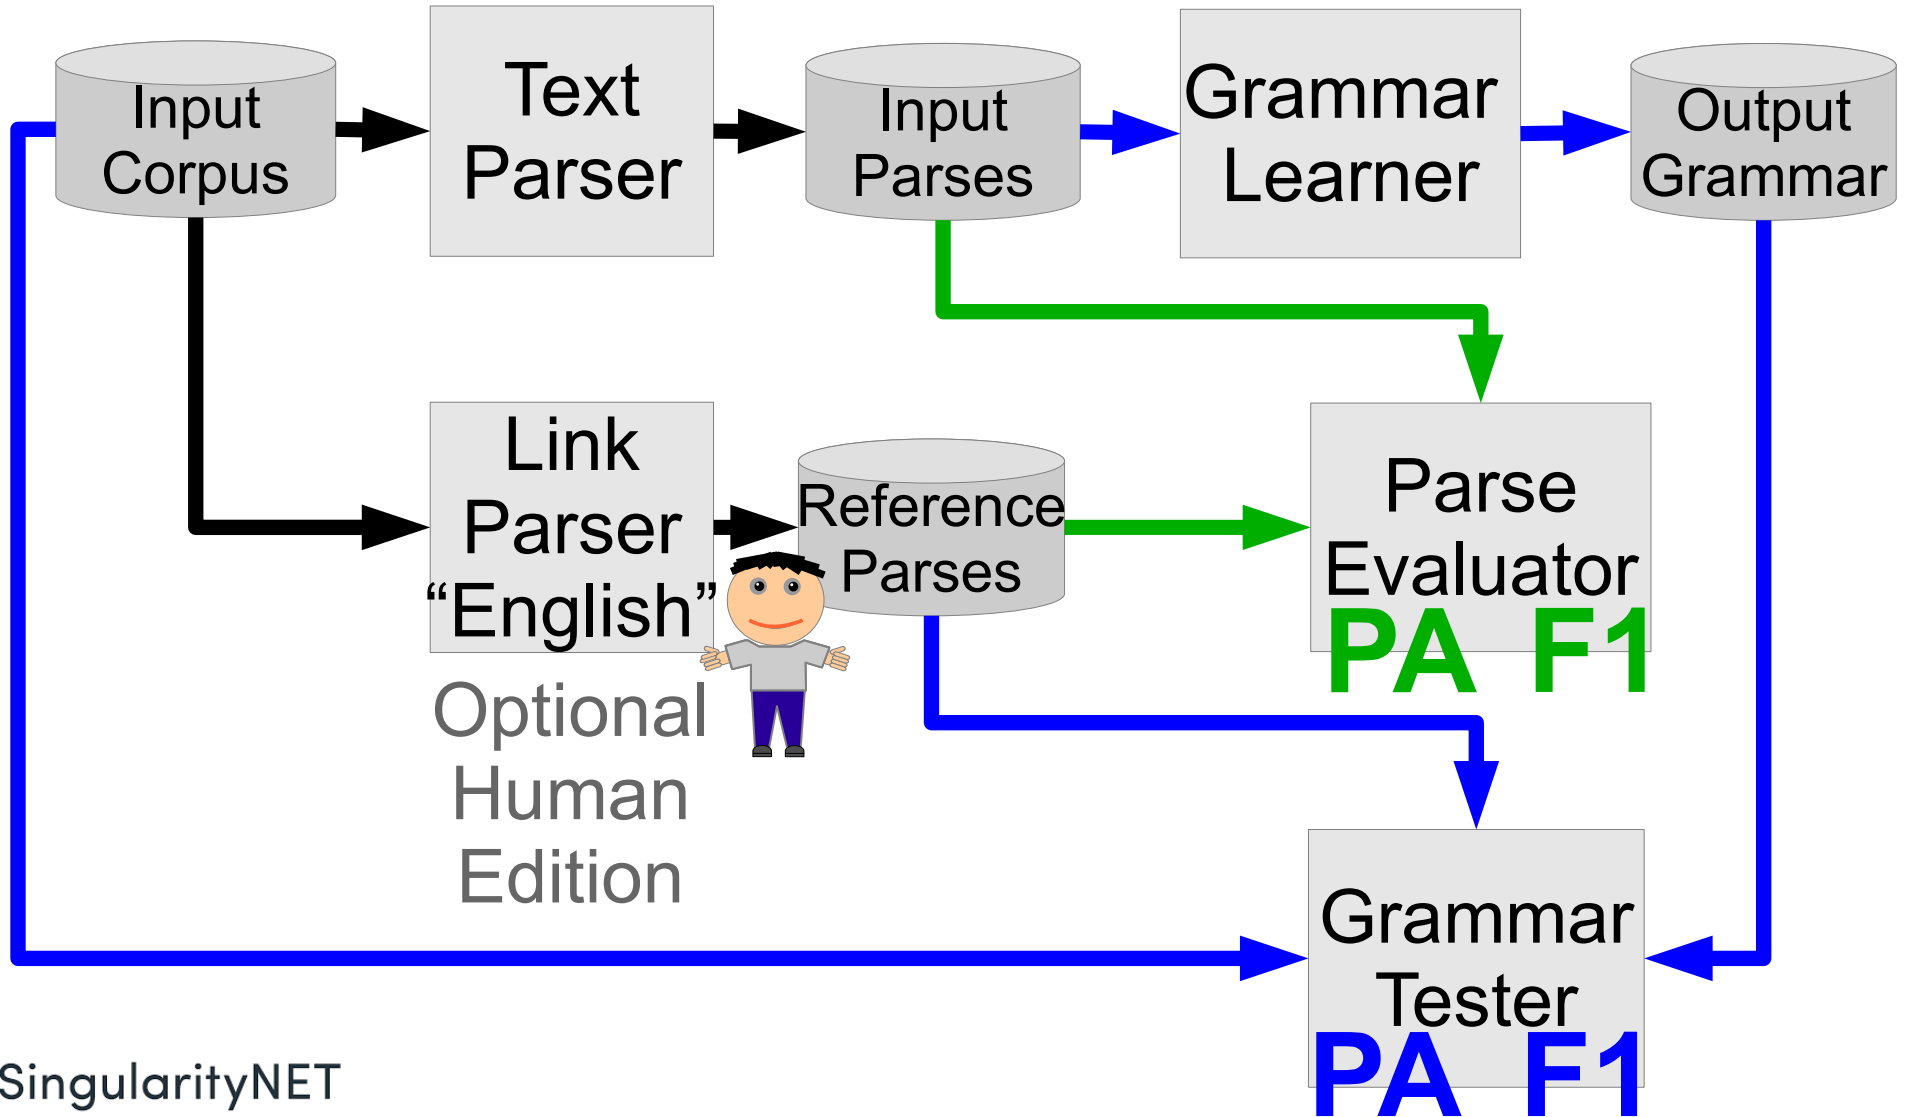 Input
Corpus
Text
Parser
Input
Parses
Grammar
Learner
Output
Grammar
Link
Parser
“English”
Reference
Parses
Parse
Evaluator
PA F1
Optional
Human
Edition
Grammar
Tester
PA F1
SingularityNET